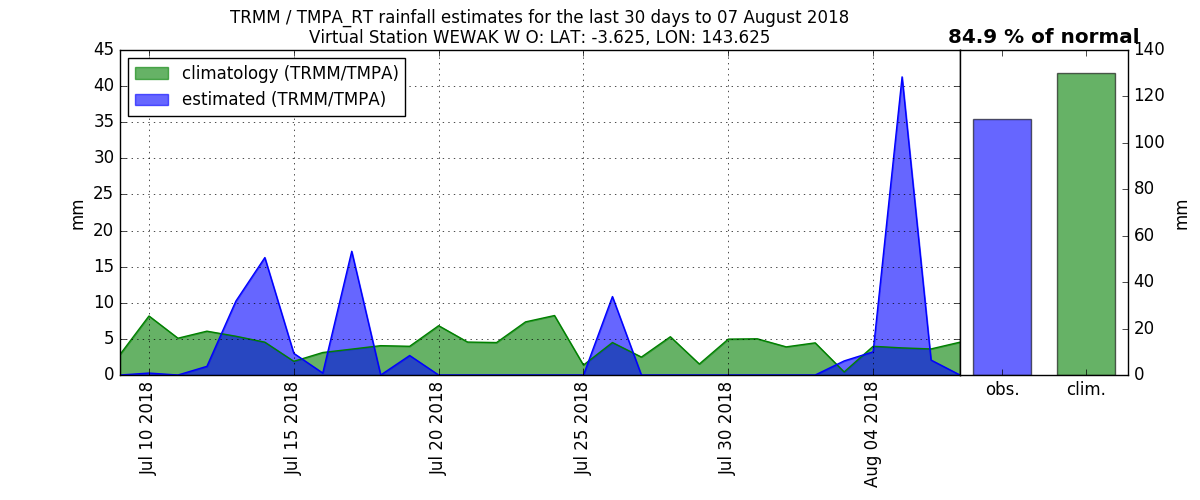 TRMM / TMPA_RT rainfall estimates for the last 30 days to 07 August 2018
Virtual Station WEWAK W O: LAT: -3.625, LON: 143.625
84.9 % of normal
climatology (TRMM/TMPA)
estimated (TRMM/TMPA)
45
40
35
30
25
20
15
10
5
0
mm
Jul 10 2018
Jul 15 2018
Jul 20 2018
Jul 25 2018
Jul 30 2018
Aug 04 2018
140
120
100
80
60
40
20
0
mm
obs.
clim.